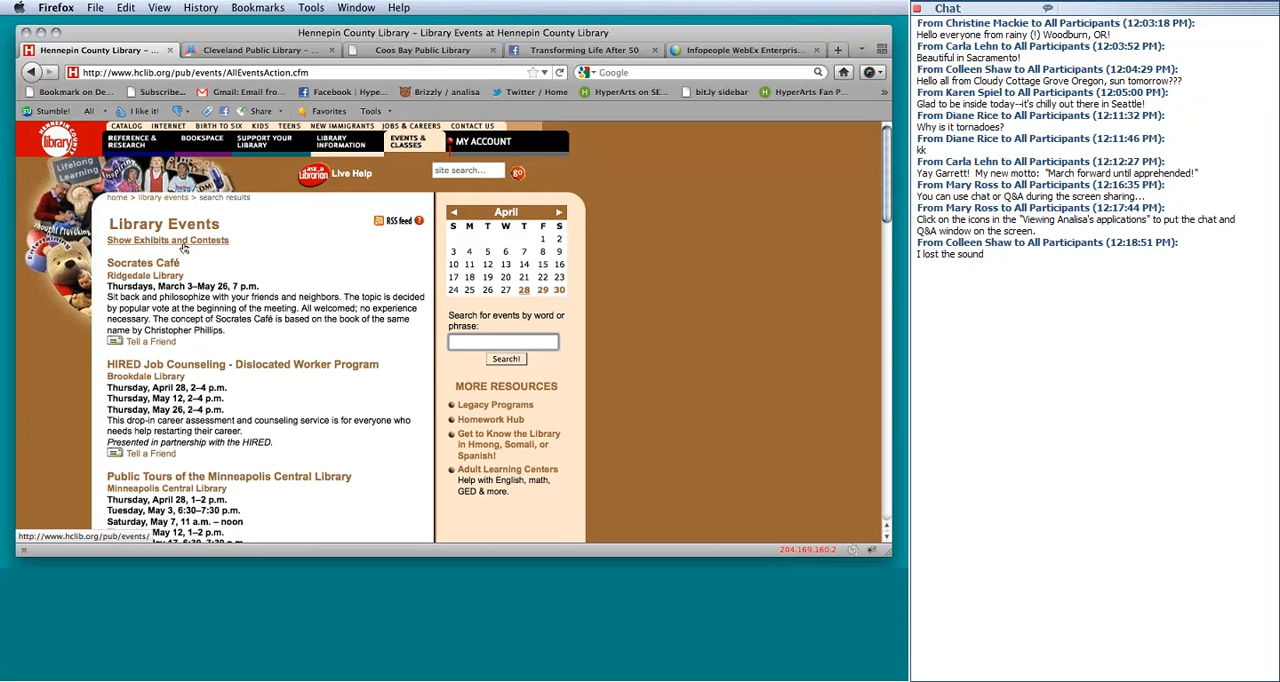 Firefox File Edit View History Bookmarks Tools Window Help
Hennepin County Library – Library Events at Hennepin County Library
Hennepin County Library – ... Cleveland Public Library – ... Coos Bay Public Library Transforming Life After 50 Infopeople WebEx Enterpris...
http://www.hclib.org/pub/events/AllEventsAction.cfm Google
Bookmark on De... Subscribe... Gmail: Email fro... Facebook | Hype... Brizzly / analisa Twitter / Home HyperArts on SE... bit.ly sidebar HyperArts Fan P...
Stumble! All I like it! Share Favorites Tools
CATALOG INTERNET BIRTH TO SIX KIDS TEENS NEW IMMIGRANTS JOBS & CAREERS CONTACT US
REFERENCE & RESEARCH
BOOKSPACE
SUPPORT YOUR LIBRARY
LIBRARY INFORMATION
EVENTS & CLASSES
MY ACCOUNT
HENNEPIN COUNTY
library
Lifelong Learning
Inspiring
Thought Provoking
Entertaining
ask a Librarian Live Help
site search... go
home > library events > search results
Library Events
RSS feed ?
Show Exhibits and Contests
Socrates Café
Ridgedale Library
Thursdays, March 3–May 26, 7 p.m.
Sit back and philosophize with your friends and neighbors. The topic is decided
by popular vote at the beginning of the meeting. All welcomed; no experience
necessary. The concept of Socrates Café is based on the book of the same
name by Christopher Phillips.
Tell a Friend
HIRED Job Counseling - Dislocated Worker Program
Brookdale Library
Thursday, April 28, 2–4 p.m.
Thursday, May 12, 2–4 p.m.
Thursday, May 26, 2–4 p.m.
This drop-in career assessment and counseling service is for everyone who
needs help restarting their career.
Presented in partnership with the HIRED.
Tell a Friend
Public Tours of the Minneapolis Central Library
Minneapolis Central Library
Thursday, April 28, 1–2 p.m.
Tuesday, May 3, 6:30–7:30 p.m.
Saturday, May 7, 11 a.m. – noon
May 12, 1–2 p.m.
http://www.hclib.org/pub/events/
204.169.160.2
April
S M T W T F S
1 2
3 4 5 6 7 8 9
10 11 12 13 14 15 16
17 18 19 20 21 22 23
24 25 26 27 28 29 30
Search for events by word or
phrase:
Search!
MORE RESOURCES
Legacy Programs
Homework Hub
Get to Know the Library
in Hmong, Somali, or
Spanish!
Adult Learning Centers
Help with English, math,
GED & more.
Chat
From Christine Mackie to All Participants (12:03:18 PM):
Hello everyone from rainy (!) Woodburn, OR!
From Carla Lehn to All Participants (12:03:52 PM):
Beautiful in Sacramento!
From Colleen Shaw to All Participants (12:04:29 PM):
Hello all from Cloudy Cottage Grove Oregon, sun tomorrow???
From Karen Spiel to All Participants (12:05:00 PM):
Glad to be inside today--it's chilly out there in Seattle!
From Diane Rice to All Participants (12:11:32 PM):
Why is it tornadoes?
From Diane Rice to All Participants (12:11:46 PM):
kk
From Carla Lehn to All Participants (12:12:27 PM):
Yay Garrett! My new motto: "March forward until apprehended!"
From Mary Ross to All Participants (12:16:35 PM):
You can use chat or Q&A during the screen sharing...
From Mary Ross to All Participants (12:17:44 PM):
Click on the icons in the "Viewing Analisa's applications" to put the chat and
Q&A window on the screen.
From Colleen Shaw to All Participants (12:18:51 PM):
I lost the sound